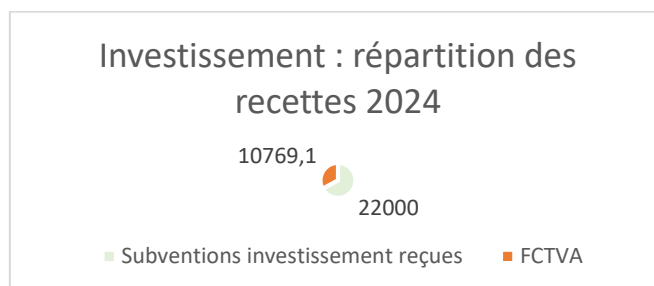 Investissement : répartition des
recettes 2024
10769,1
22000
Subventions investissement reçues
FCTVA